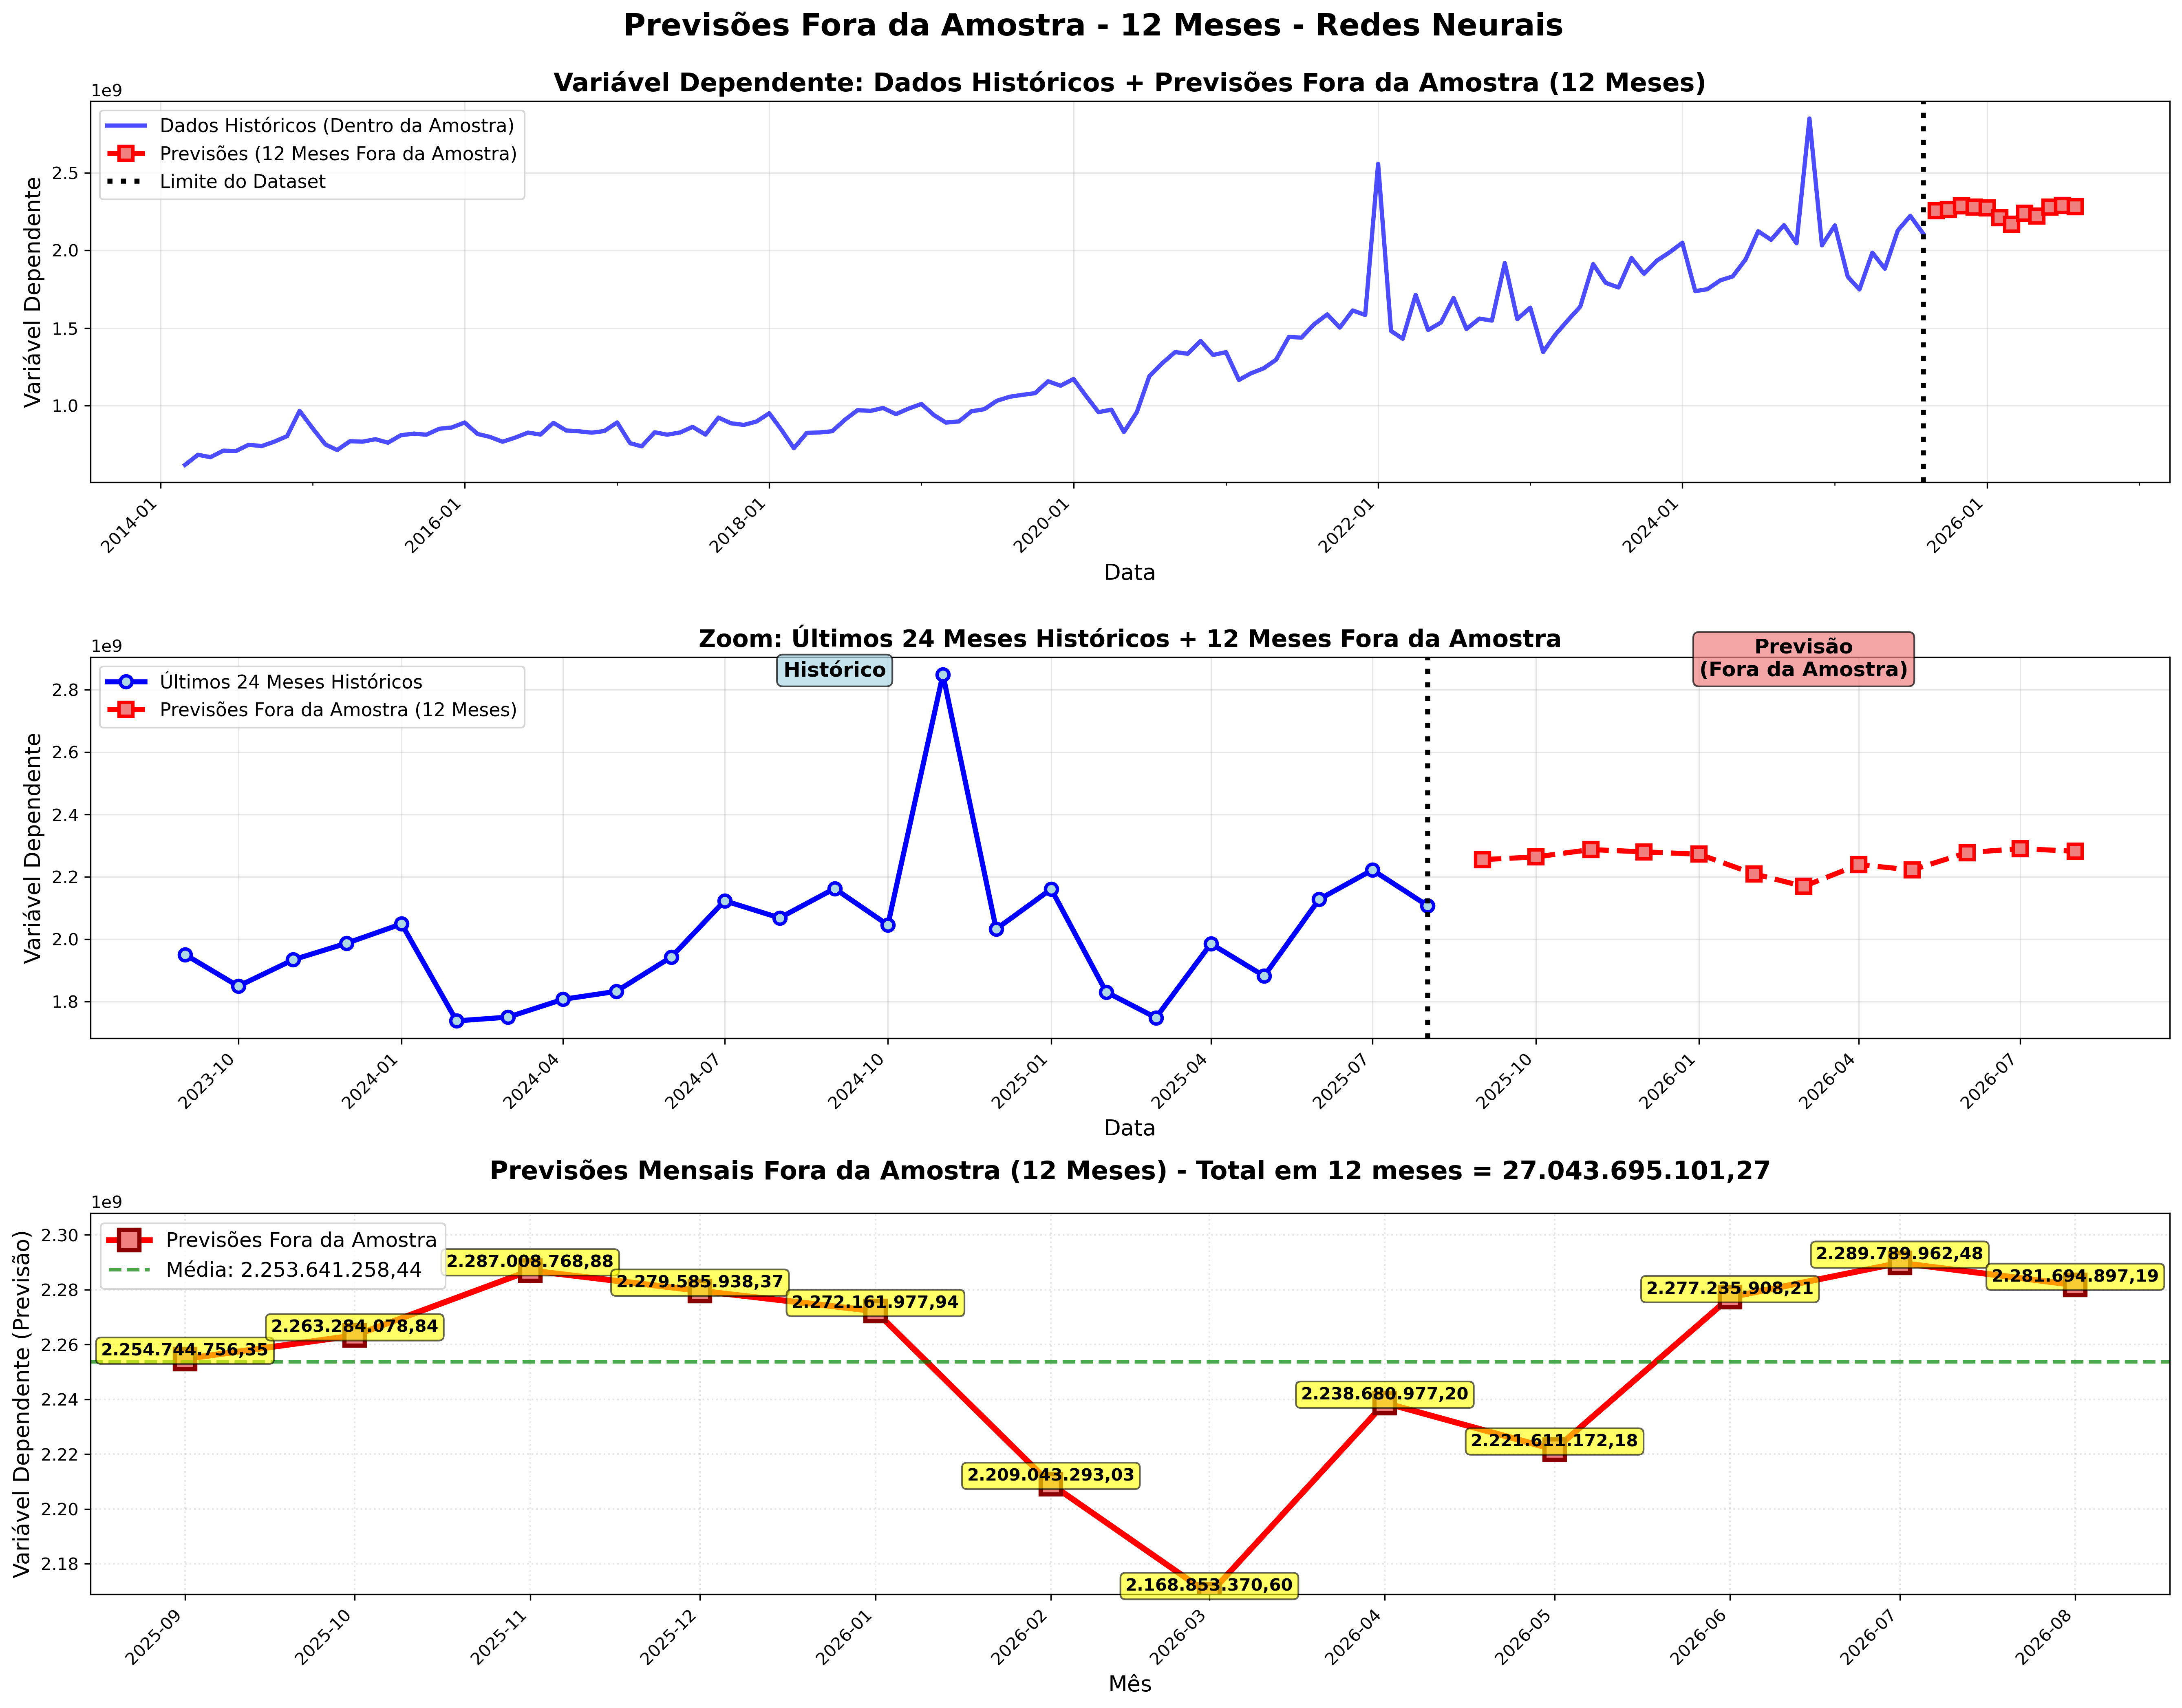 Previsões Fora da Amostra - 12 Meses - Redes Neurais
Variável Dependente: Dados Históricos + Previsões Fora da Amostra (12 Meses)
1e9
Dados Históricos (Dentro da Amostra)
Previsões (12 Meses Fora da Amostra)
Limite do Dataset
Variável Dependente
2.5
2.0
1.5
1.0
2014-01
2016-01
2018-01
2020-01
2022-01
2024-01
2026-01
Data
Zoom: Últimos 24 Meses Históricos + 12 Meses Fora da Amostra
1e9
Últimos 24 Meses Históricos
Previsões Fora da Amostra (12 Meses)
Histórico
Previsão
(Fora da Amostra)
Variável Dependente
2.8
2.6
2.4
2.2
2.0
1.8
2023-10
2024-01
2024-04
2024-07
2024-10
2025-01
2025-04
2025-07
2025-10
2026-01
2026-04
2026-07
Data
Previsões Mensais Fora da Amostra (12 Meses) - Total em 12 meses = 27.043.695.101,27
1e9
Previsões Fora da Amostra
Média: 2.253.641.258,44
Variável Dependente (Previsão)
2.30
2.28
2.26
2.24
2.22
2.20
2.18
2.254.744.756,35
2.263.284.078,84
2.287.008.768,88
2.279.585.938,37
2.272.161.977,94
2.209.043.293,03
2.168.853.370,60
2.238.680.977,20
2.221.611.172,18
2.277.235.908,21
2.289.789.962,48
2.281.694.897,19
2025-09
2025-10
2025-11
2025-12
2026-01
2026-02
2026-03
2026-04
2026-05
2026-06
2026-07
2026-08
Mês